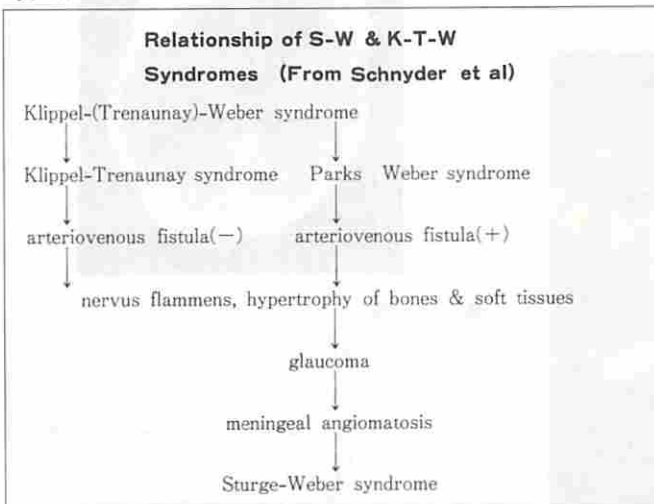 Relationship of S-W & K-T-W
Syndromes (From Schnyder et al)
Klippel-(Trenaunay)-Weber syndrome
Klippel-Trenaunay syndrome Parks Weber syndrome
arteriovenous fistula(−) arteriovenous fistula(+)
nervus flammens, hypertrophy of bones & soft tissues
glaucoma
meningeal angiomatosis
Sturge-Weber syndrome